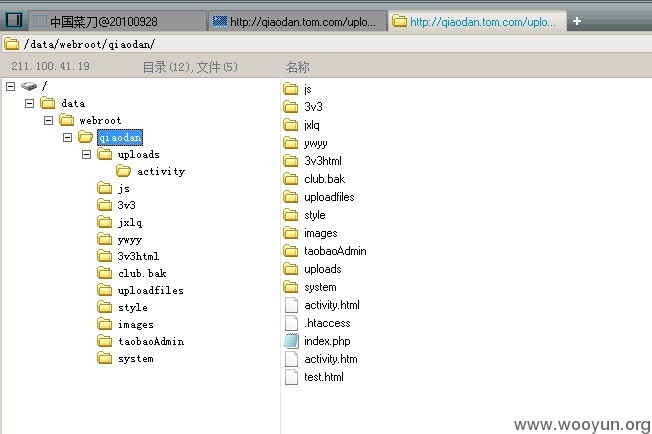 中国菜刀@20100928 http://qiaodan.tom.com/uplo... http://qiaodan.tom.com/uplo...
/data/webroot/qiaodan/
211.100.41.19 目录(12),文件(5) 名称
/
data
webroot
qiaodan
uploads
activity
js
3v3
jxlq
ywyy
3v3html
club.bak
uploadfiles
style
images
taobaoAdmin
system
js
3v3
jxlq
ywyy
3v3html
club.bak
uploadfiles
style
images
taobaoAdmin
uploads
system
activity.html
.htaccess
index.php
activity.htm
test.html
www.wooyun.org